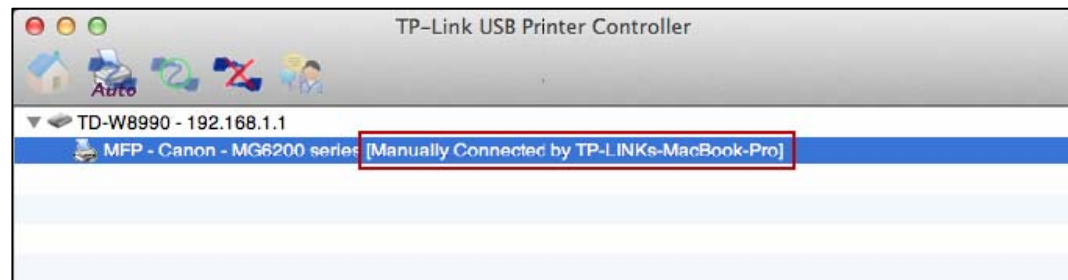 TP-Link USB Printer Controller
Auto
TD-W8990 - 192.168.1.1
MFP - Canon - MG6200 series [Manually Connected by TP-LINKs-MacBook-Pro]